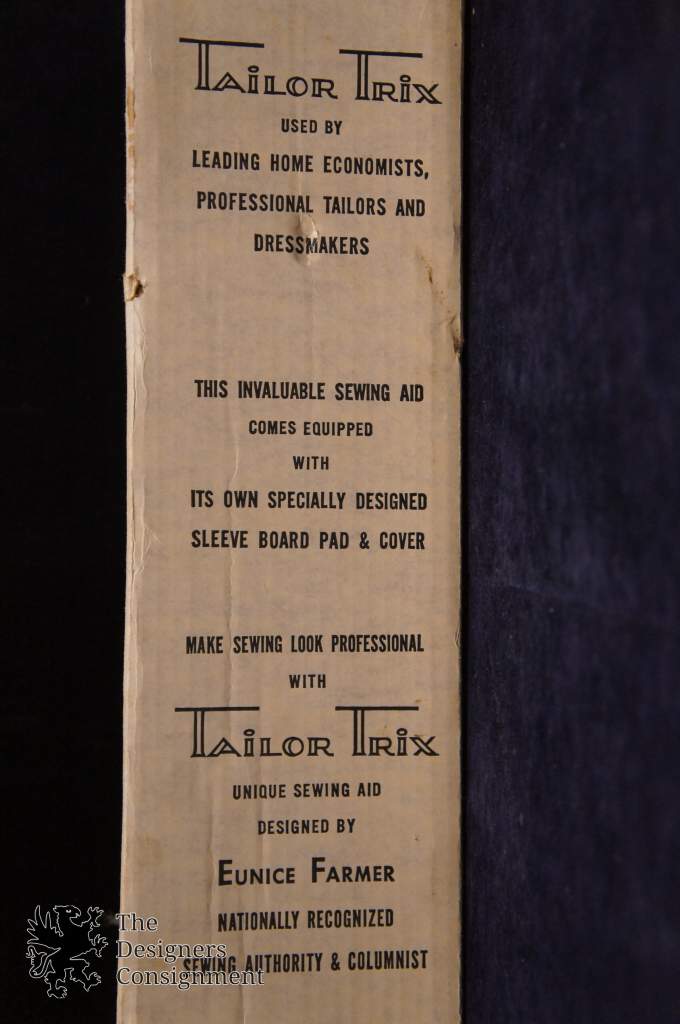 TAILOR TRIX
USED BY
LEADING HOME ECONOMISTS,
PROFESSIONAL TAILORS AND
DRESSMAKERS
THIS INVALUABLE SEWING AID
COMES EQUIPPED
WITH
ITS OWN SPECIALLY DESIGNED
SLEEVE BOARD PAD & COVER
MAKE SEWING LOOK PROFESSIONAL
WITH
TAILOR TRIX
UNIQUE SEWING AID
DESIGNED BY
EUNICE FARMER
NATIONALLY RECOGNIZED
SEWING AUTHORITY & COLUMNIST
The
Designers
Consignment